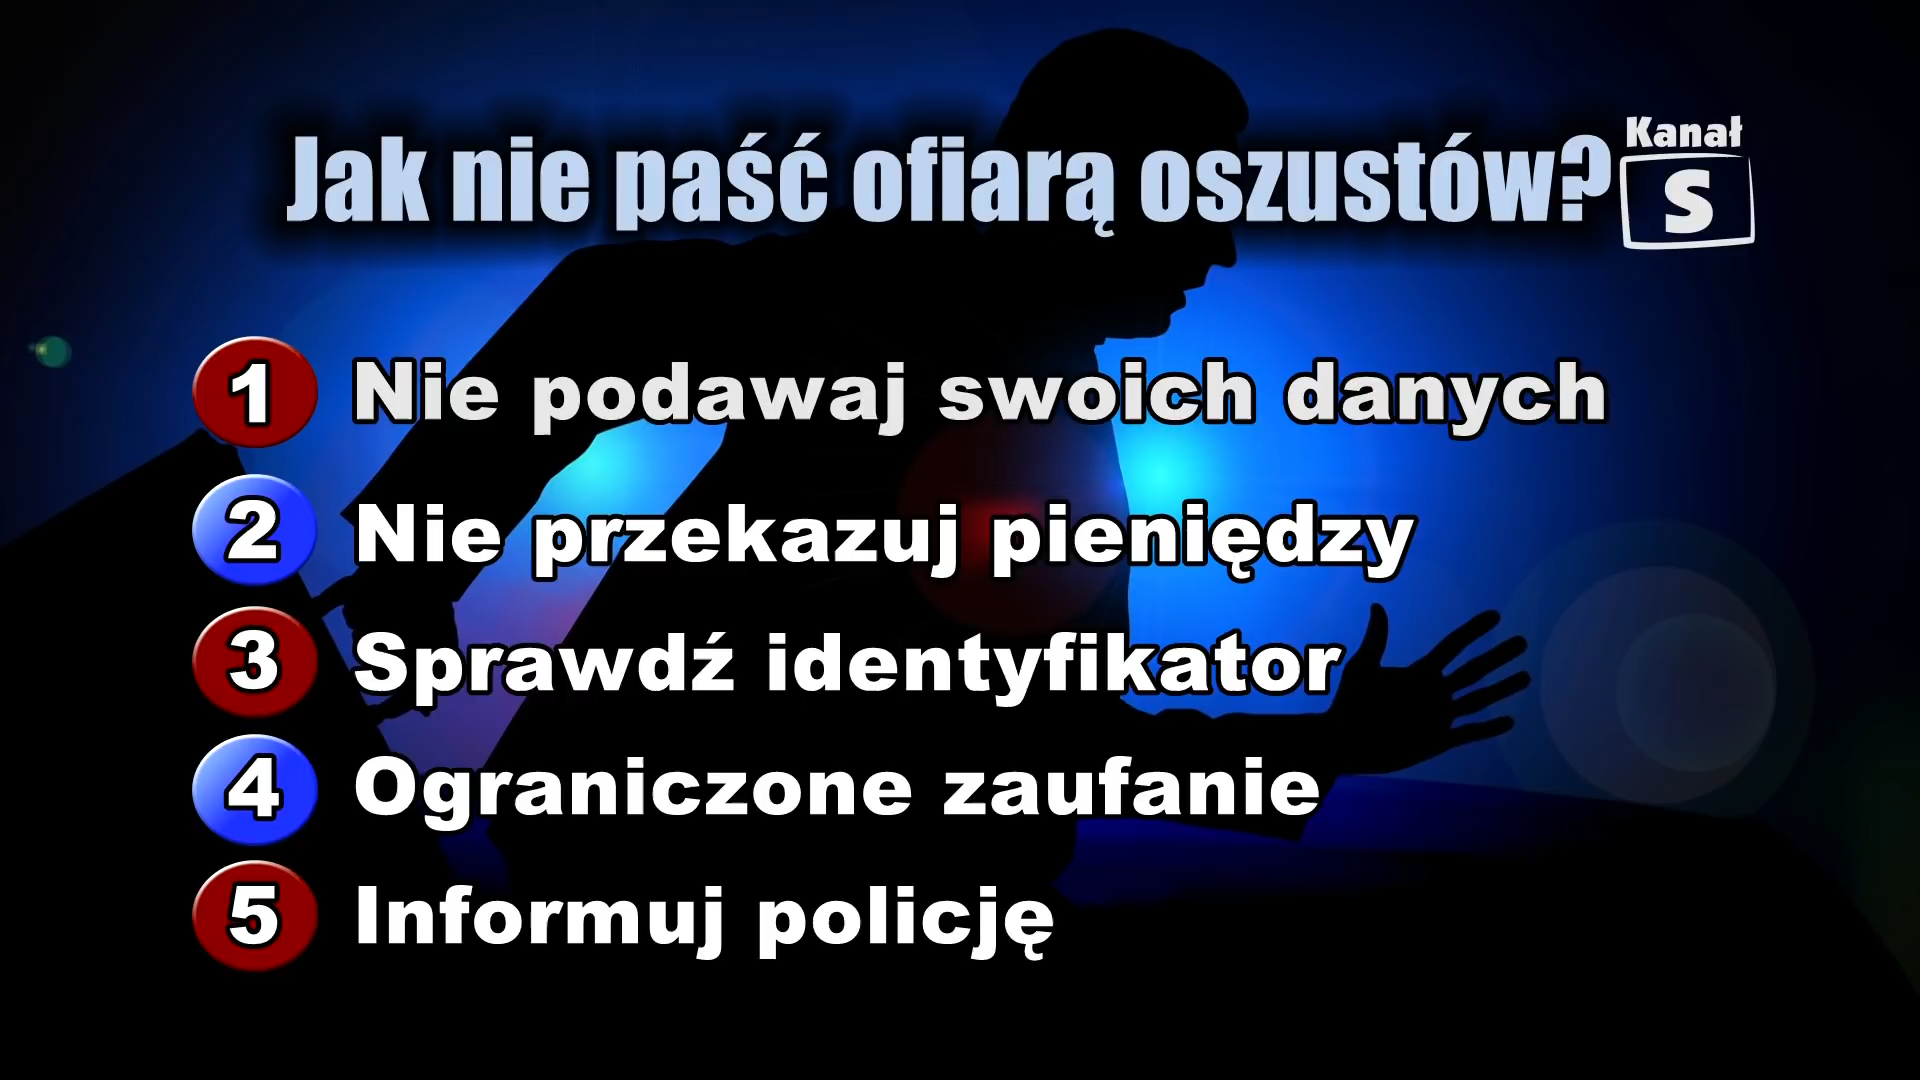 Jak nie paść ofiarą oszustów?
Kanał
S
1 Nie podawaj swoich danych
2 Nie przekazuj pieniędzy
3 Sprawdź identyfikator
4 Ograniczone zaufanie
5 Informuj policję